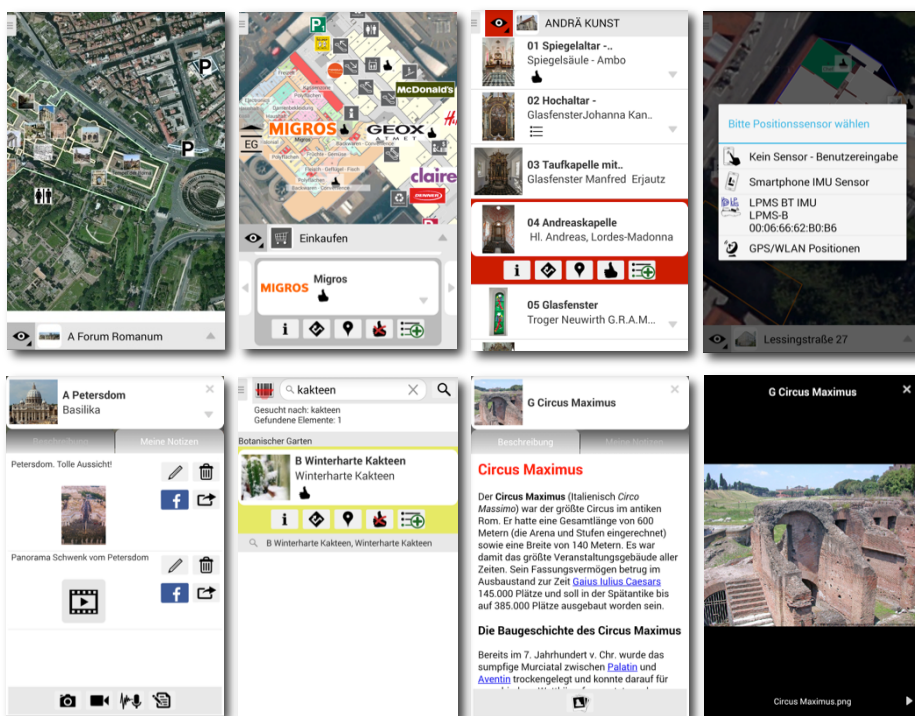 P
P
A Forum Romanum
P
McDonald's
MIGROS
GEOX
EG
Migros
Früchte - Gemüse
Fleisch - Geflügel - Fisch
Backwaren - Convenience
claire
DENNER
Einkaufen
MIGROS
Migros
ANDRÄ KUNST
01 Spiegelaltar -..
Spiegelsäule - Ambo
02 Hochaltar -
GlasfensterJohanna Kan..
03 Taufkapelle mit..
Glasfenster Manfred Erjautz
04 Andreaskapelle
Hl. Andreas, Lordes-Madonna
05 Glasfenster
Troger Neuwirth G.R.A.M...
Bitte Positionssensor wählen
Kein Sensor - Benutzereingabe
Smartphone IMU Sensor
LPMS BT IMU
LPMS-B
00:06:66:62:B0:B6
GPS/WLAN Positionen
Lessingstraße 27
A Petersdom
Basilika
Beschreibung
Meine Notizen
Petersdom. Tolle Aussicht!
Panorama Schwenk vom Petersdom
kakteen
Gesucht nach: kakteen
Gefundene Elemente: 1
Botanischer Garten
B Winterharte Kakteen
Winterharte Kakteen
B Winterharte Kakteen, Winterharte Kakteen
G Circus Maximus
Beschreibung
Meine Notizen
Circus Maximus
Der Circus Maximus (Italienisch Circo
Massimo) war der größte Circus im antiken
Rom. Er hatte eine Gesamtlänge von 600
Metern (die Arena und Stufen eingerechnet)
sowie eine Breite von 140 Metern. Es war
damit das größte Veranstaltungsgebäude aller
Zeiten. Sein Fassungsvermögen betrug im
Ausbaustand zur Zeit Gaius Iulius Caesars
145.000 Plätze und soll in der Spätantike bis
auf 385.000 Plätze ausgebaut worden sein.
Die Baugeschichte des Circus Maximus
Bereits im 7. Jahrhundert v. Chr. wurde das
sumpfige Murciatal zwischen Palatin und
Aventin trockengelegt und konnte darauf für
G Circus Maximus
Circus Maximus.png